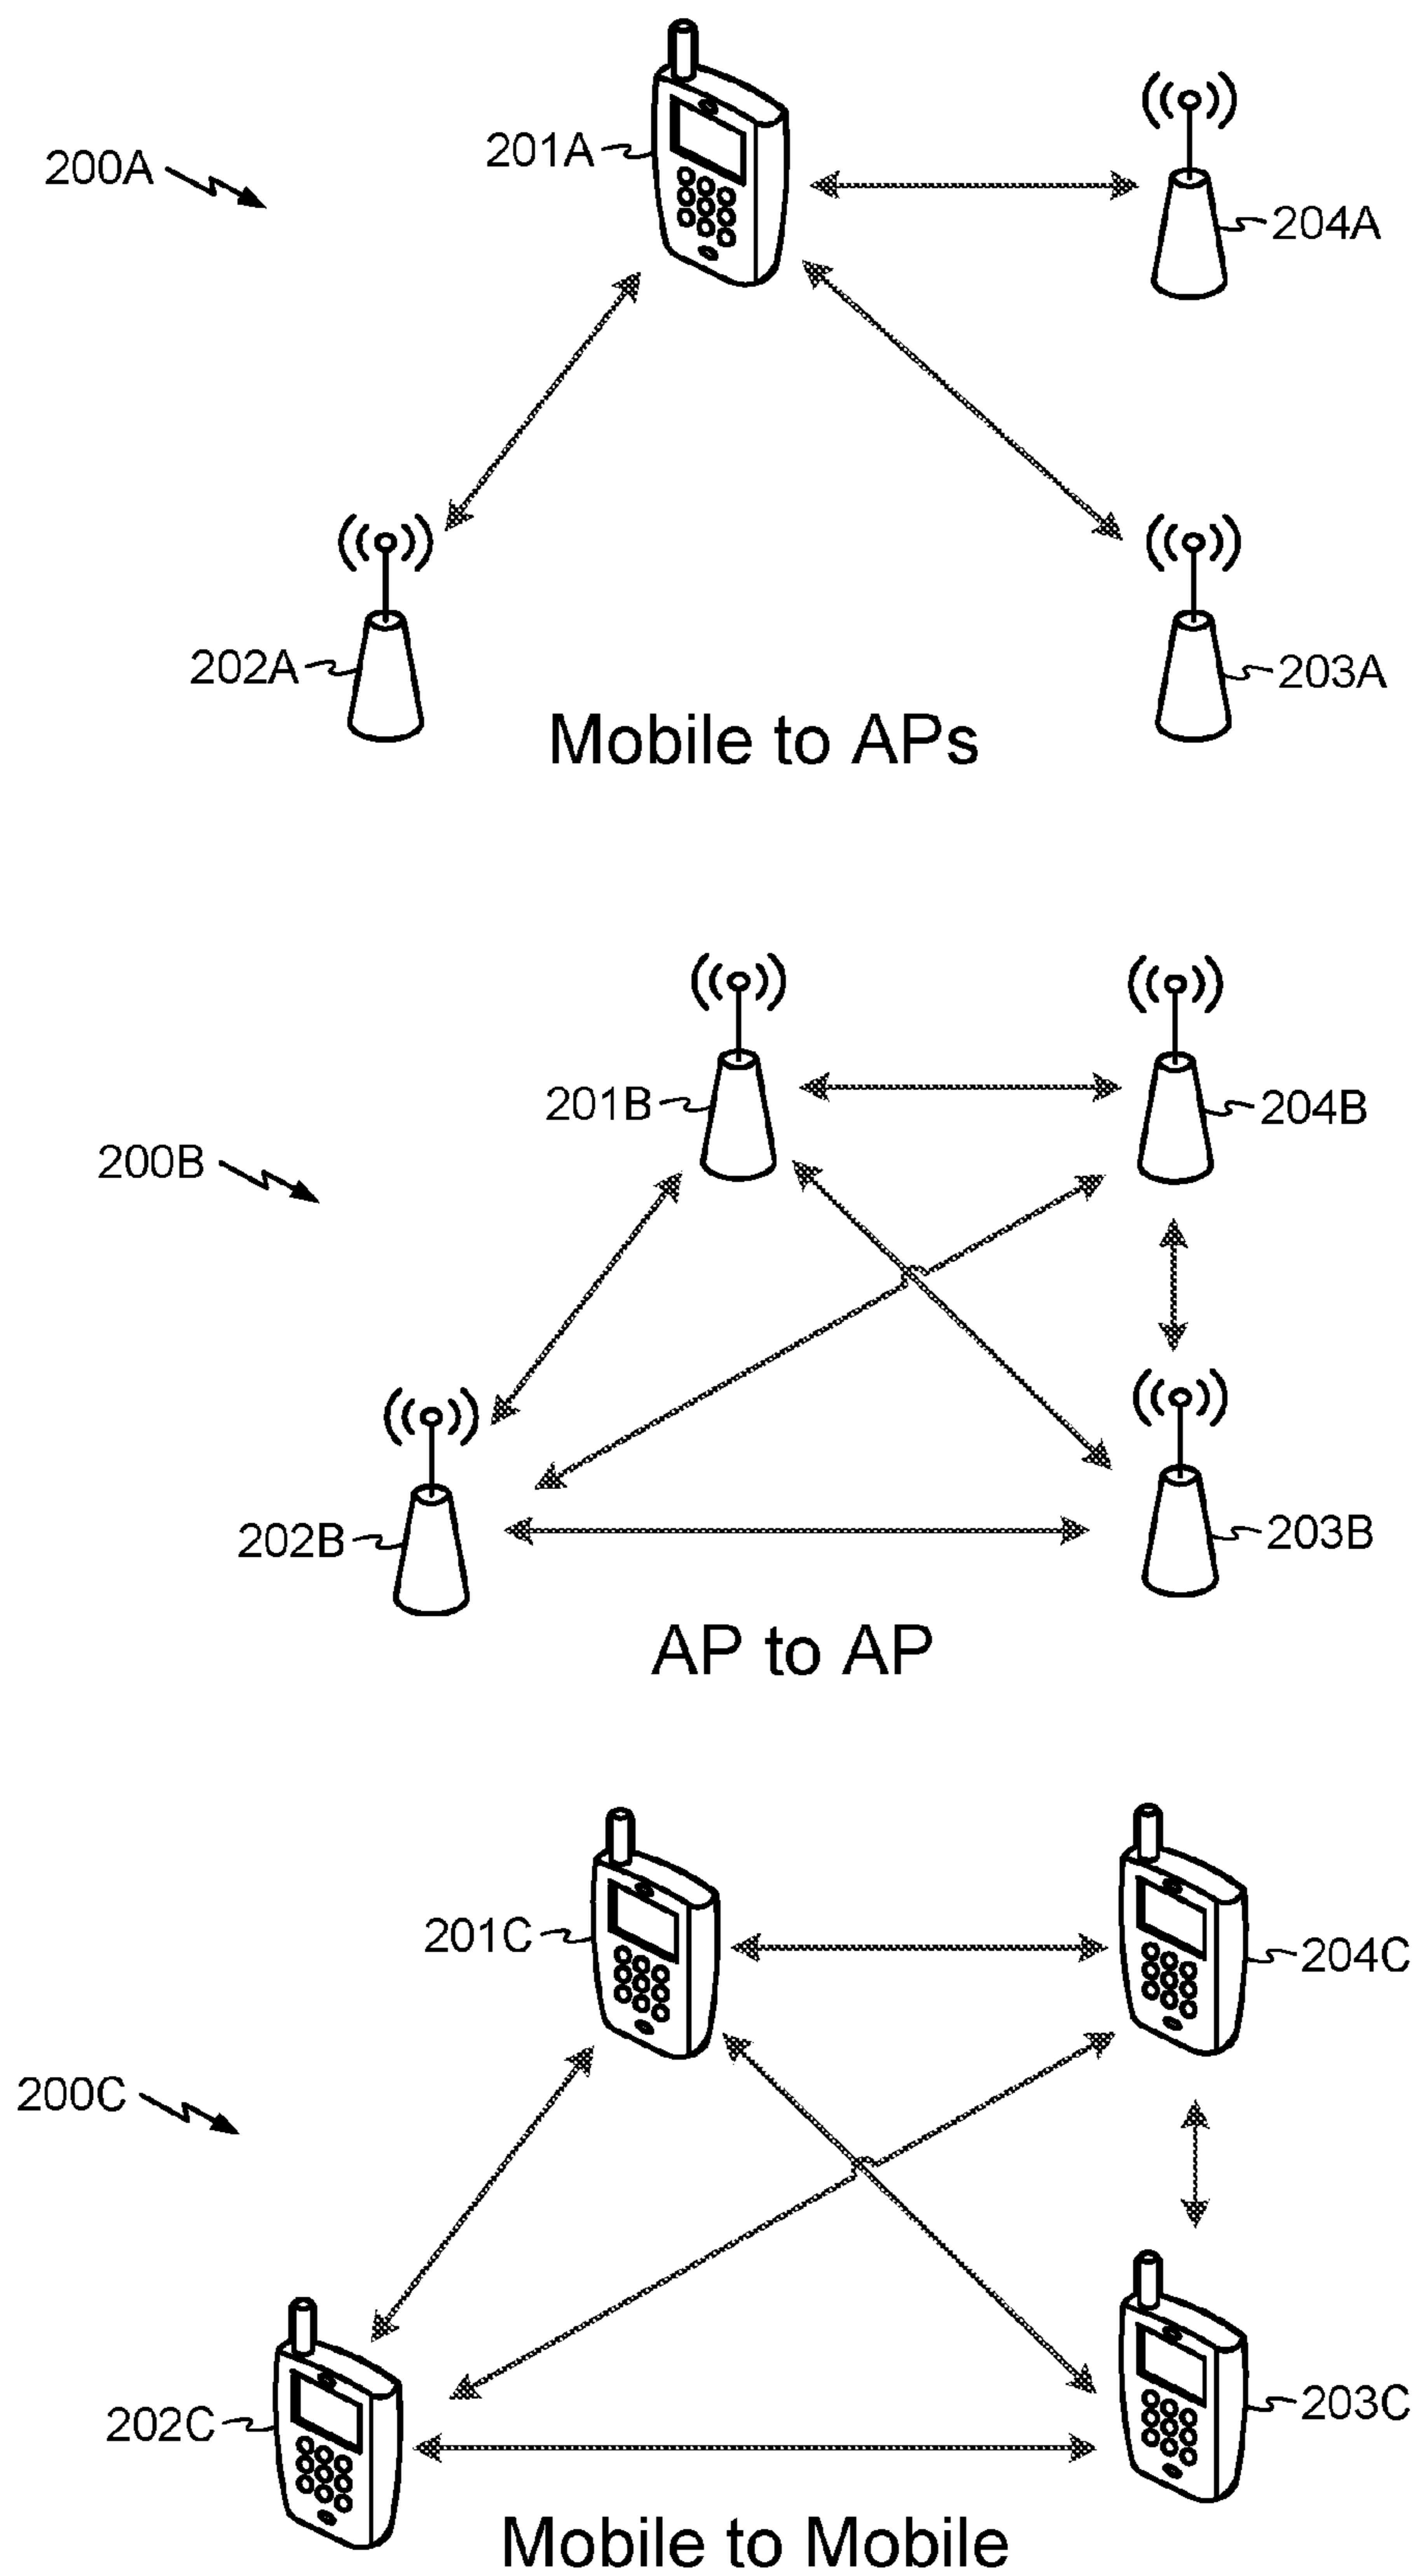 201A
200A
204A
202A
203A
Mobile to APs
201B
204B
200B
202B
203B
AP to AP
201C
204C
200C
202C
203C
Mobile to Mobile